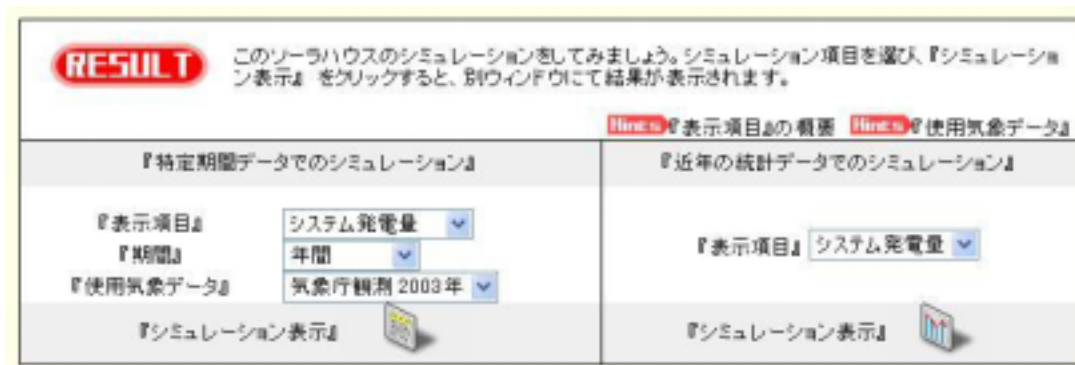 RESULT
このソーラハウスのシミュレーションをしてみましょう。シミュレーション項目を選び、『シミュレーショ
ン表示』 をクリックすると、別ウィンドウにて結果が表示されます。
Hints『表示項目』の概要 Hints『使用気象データ』
『特定期間データでのシミュレーション』
『近年の統計データでのシミュレーション』
『表示項目』 システム発電量
『期間』 年間
『使用気象データ』 気象庁観測 2003年
『表示項目』 システム発電量
『シミュレーション表示』
『シミュレーション表示』